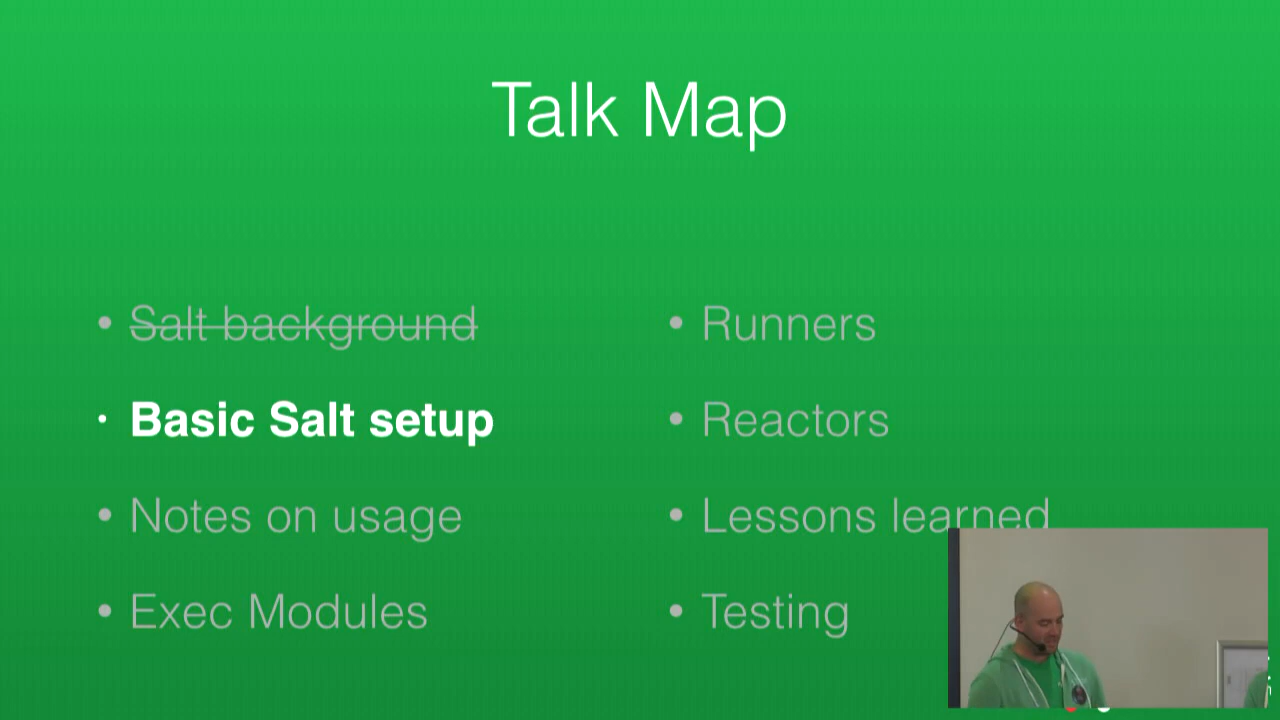 Talk Map
• Salt background
• Basic Salt setup
• Notes on usage
• Exec Modules
• Runners
• Reactors
• Lessons learned
• Testing